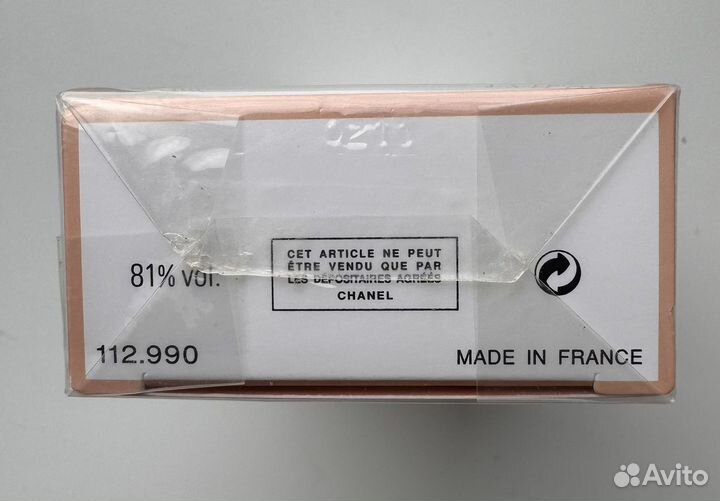 81% vol.
CET ARTICLE NE PEUT
ÊTRE VENDU QUE PAR
LES DÉPOSITAIRES AGRÉÉS
CHANEL
112.990
MADE IN FRANCE
Avito